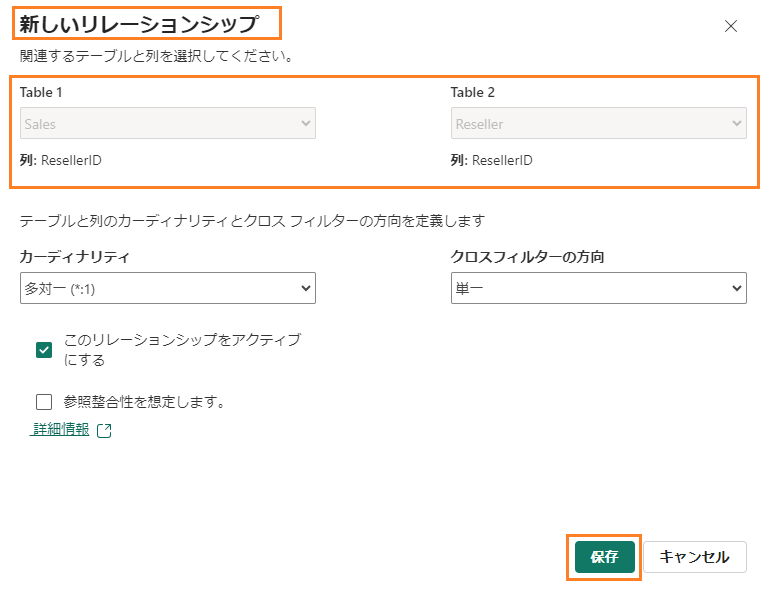 新しいリレーションシップ
関連するテーブルと列を選択してください。
Table 1
Table 2
Sales
Reseller
列: ResellerID
列: ResellerID
テーブルと列のカーディナリティとクロス フィルターの方向を定義します
カーディナリティ
クロスフィルターの方向
多対一 (*:1)
単一
このリレーションシップをアクティブ
にする
参照整合性を想定します。
詳細情報
保存
キャンセル